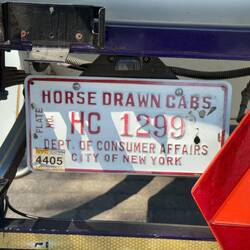 HORSE DRAWN CABS
PLATE NO. HC 1299
DEPT. OF CONSUMER AFFAIRS
CITY OF NEW YORK
4405